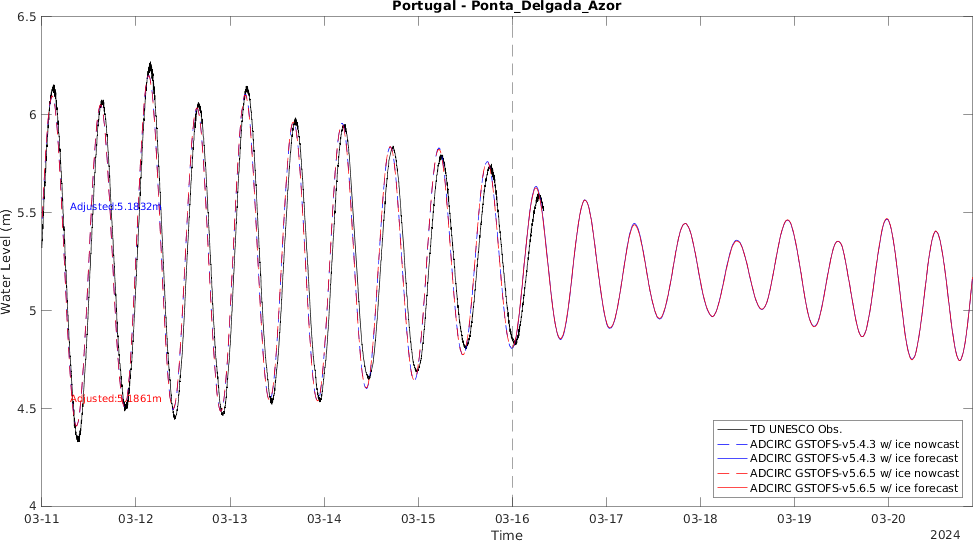 Portugal - Ponta_Delgada_Azor
6.5
6
5.5
5
4.5
4
Water Level (m)
Adjusted:5.1832m
Adjusted:5.1861m
TD UNESCO Obs.
ADCIRC GSTOFS-v5.4.3 w/ ice nowcast
ADCIRC GSTOFS-v5.4.3 w/ ice forecast
ADCIRC GSTOFS-v5.6.5 w/ ice nowcast
ADCIRC GSTOFS-v5.6.5 w/ ice forecast
03-11 03-12 03-13 03-14 03-15 03-16 03-17 03-18 03-19 03-20
Time
2024